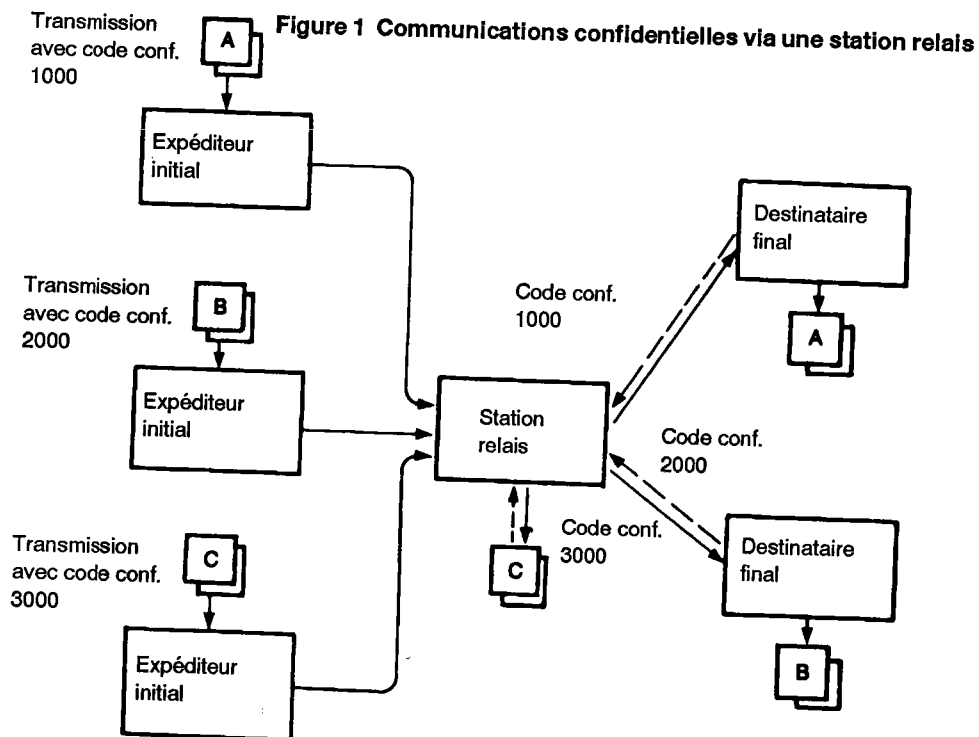 Figure 1 Communications confidentielles via une station relais
Transmission
avec code conf.
1000
A
Expéditeur
initial
Transmission
avec code conf.
2000
B
Expéditeur
initial
Transmission
avec code conf.
3000
C
Expéditeur
initial
Station
relais
C
Code conf.
3000
Code conf.
1000
Destinataire
final
A
Code conf.
2000
Destinataire
final
B